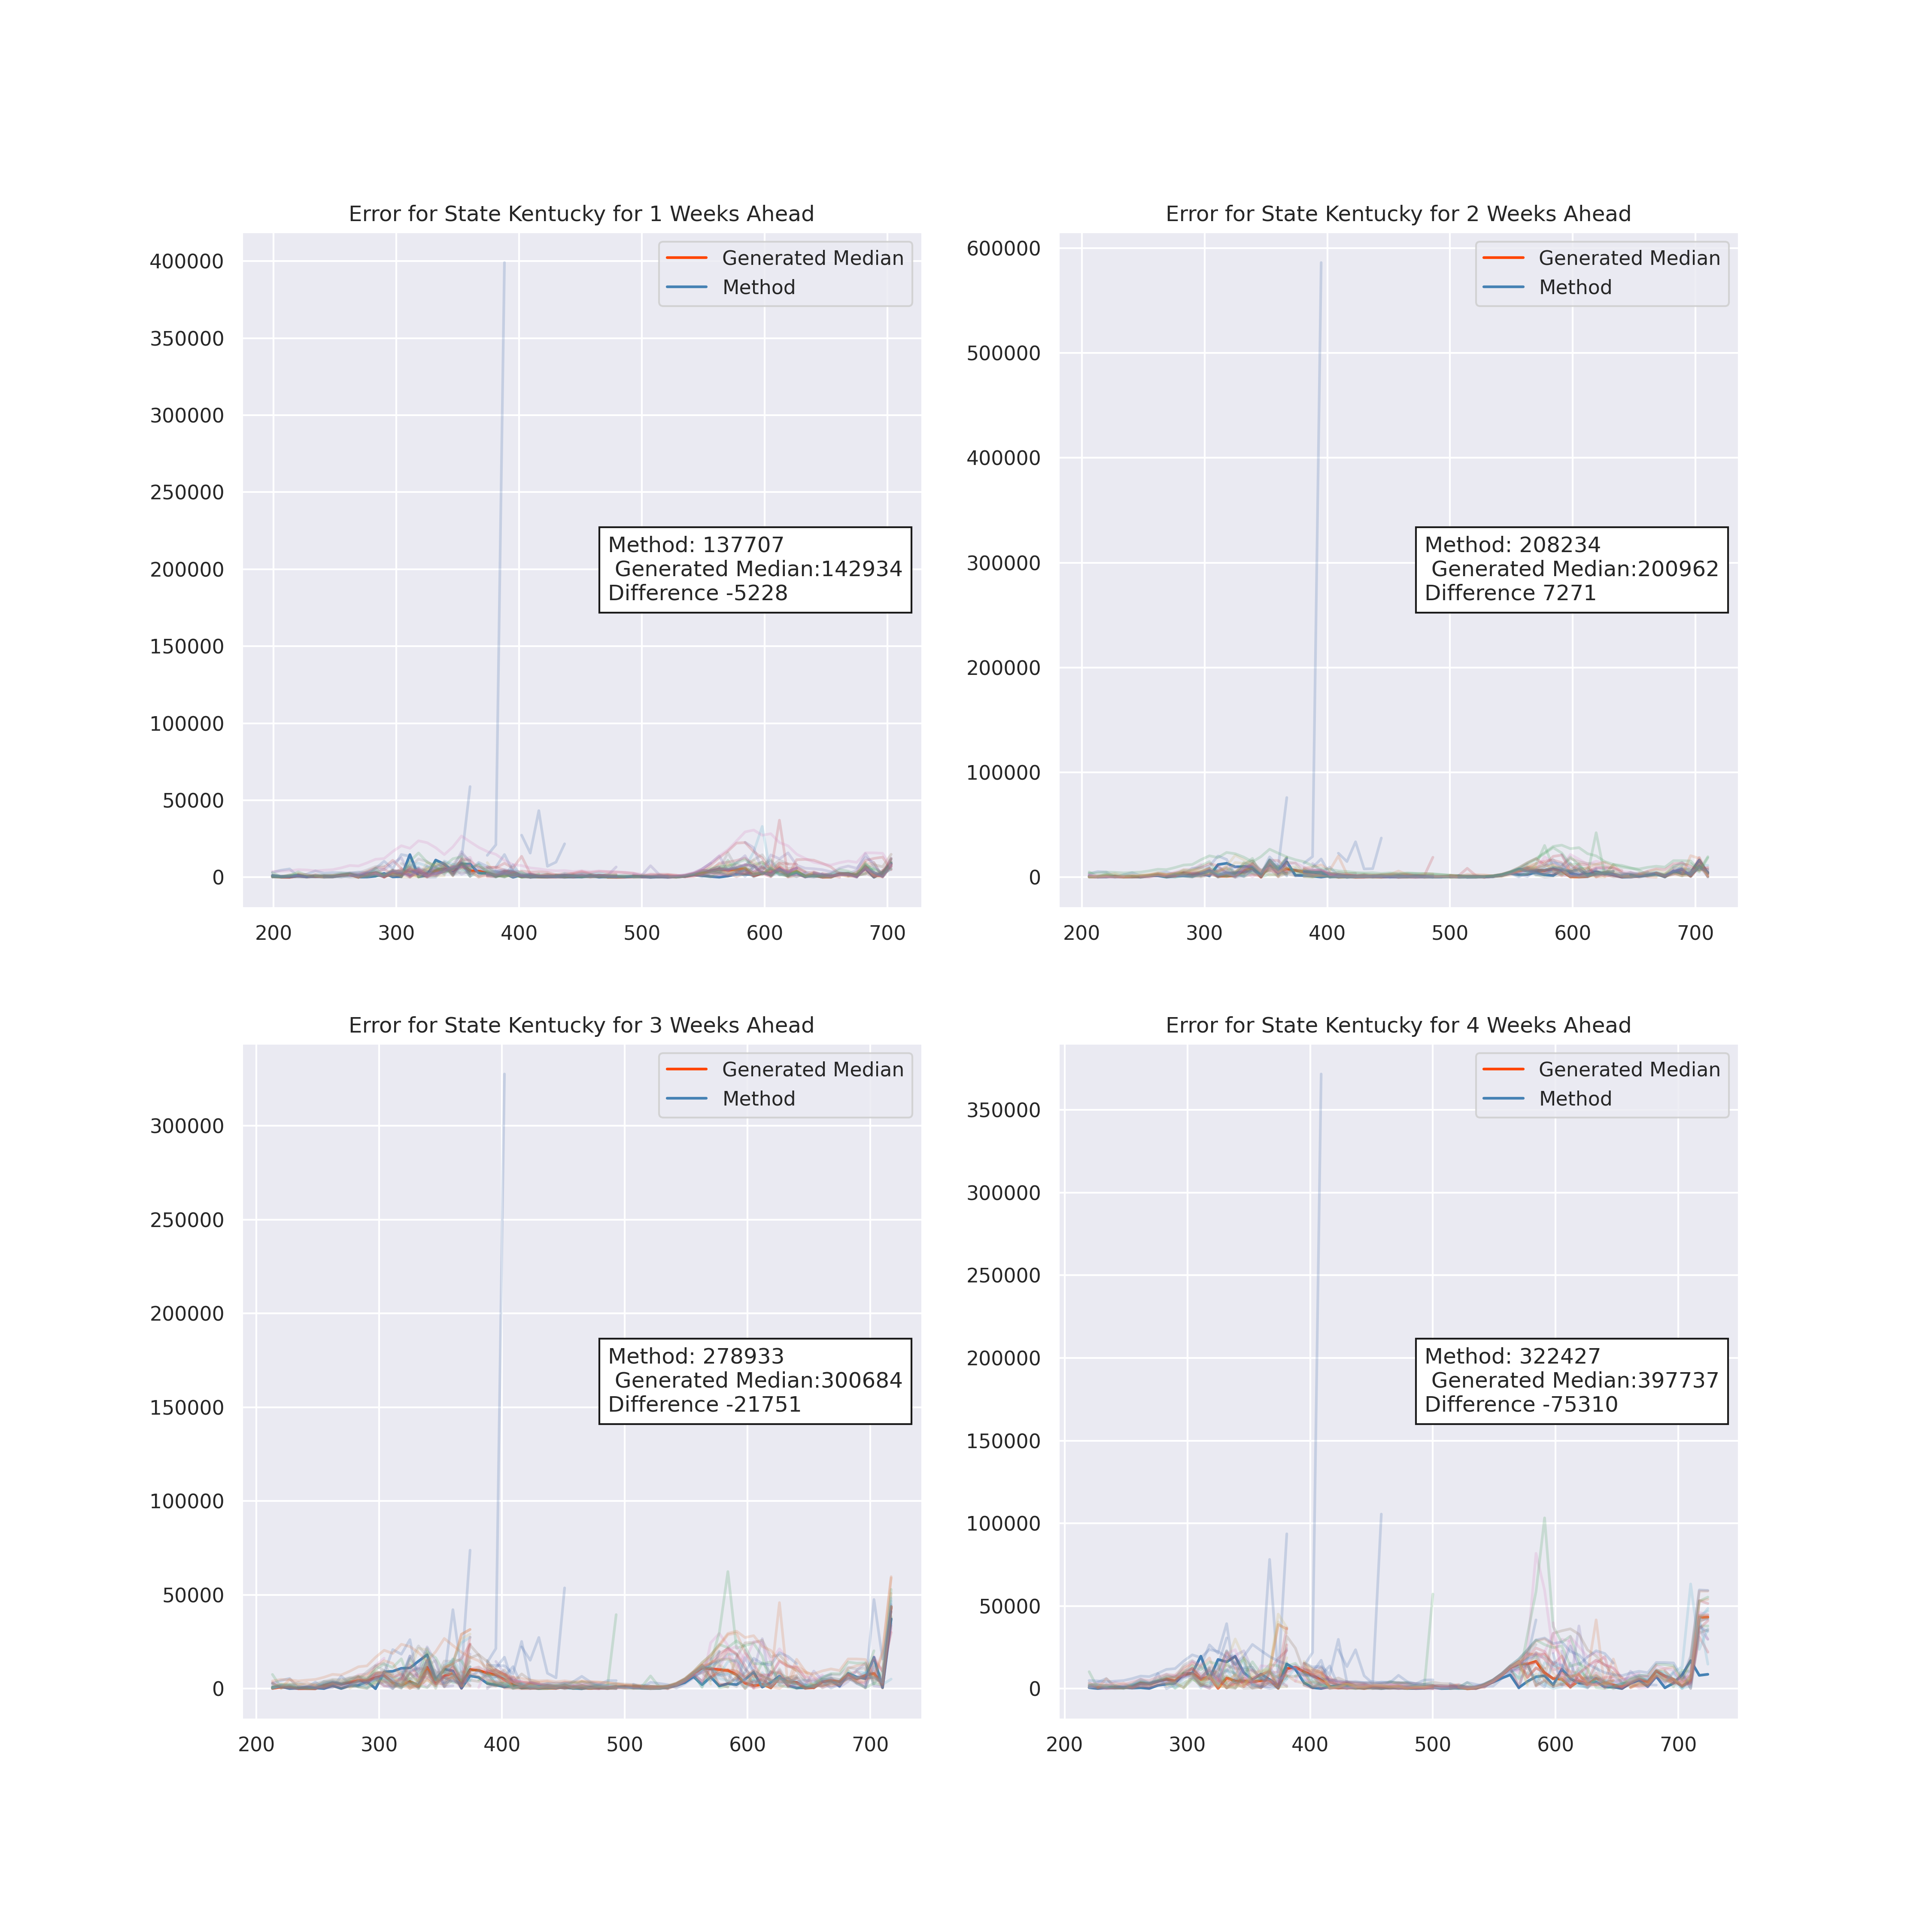 Error for State Kentucky for 1 Weeks Ahead
400000
350000
300000
250000
200000
150000
100000
50000
0
200 300 400 500 600 700
Generated Median
Method
Method: 137707
Generated Median:142934
Difference -5228
Error for State Kentucky for 2 Weeks Ahead
600000
500000
400000
300000
200000
100000
0
200 300 400 500 600 700
Generated Median
Method
Method: 208234
Generated Median:200962
Difference 7271
Error for State Kentucky for 3 Weeks Ahead
300000
250000
200000
150000
100000
50000
0
200 300 400 500 600 700
Generated Median
Method
Method: 278933
Generated Median:300684
Difference -21751
Error for State Kentucky for 4 Weeks Ahead
350000
300000
250000
200000
150000
100000
50000
0
200 300 400 500 600 700
Generated Median
Method
Method: 322427
Generated Median:397737
Difference -75310